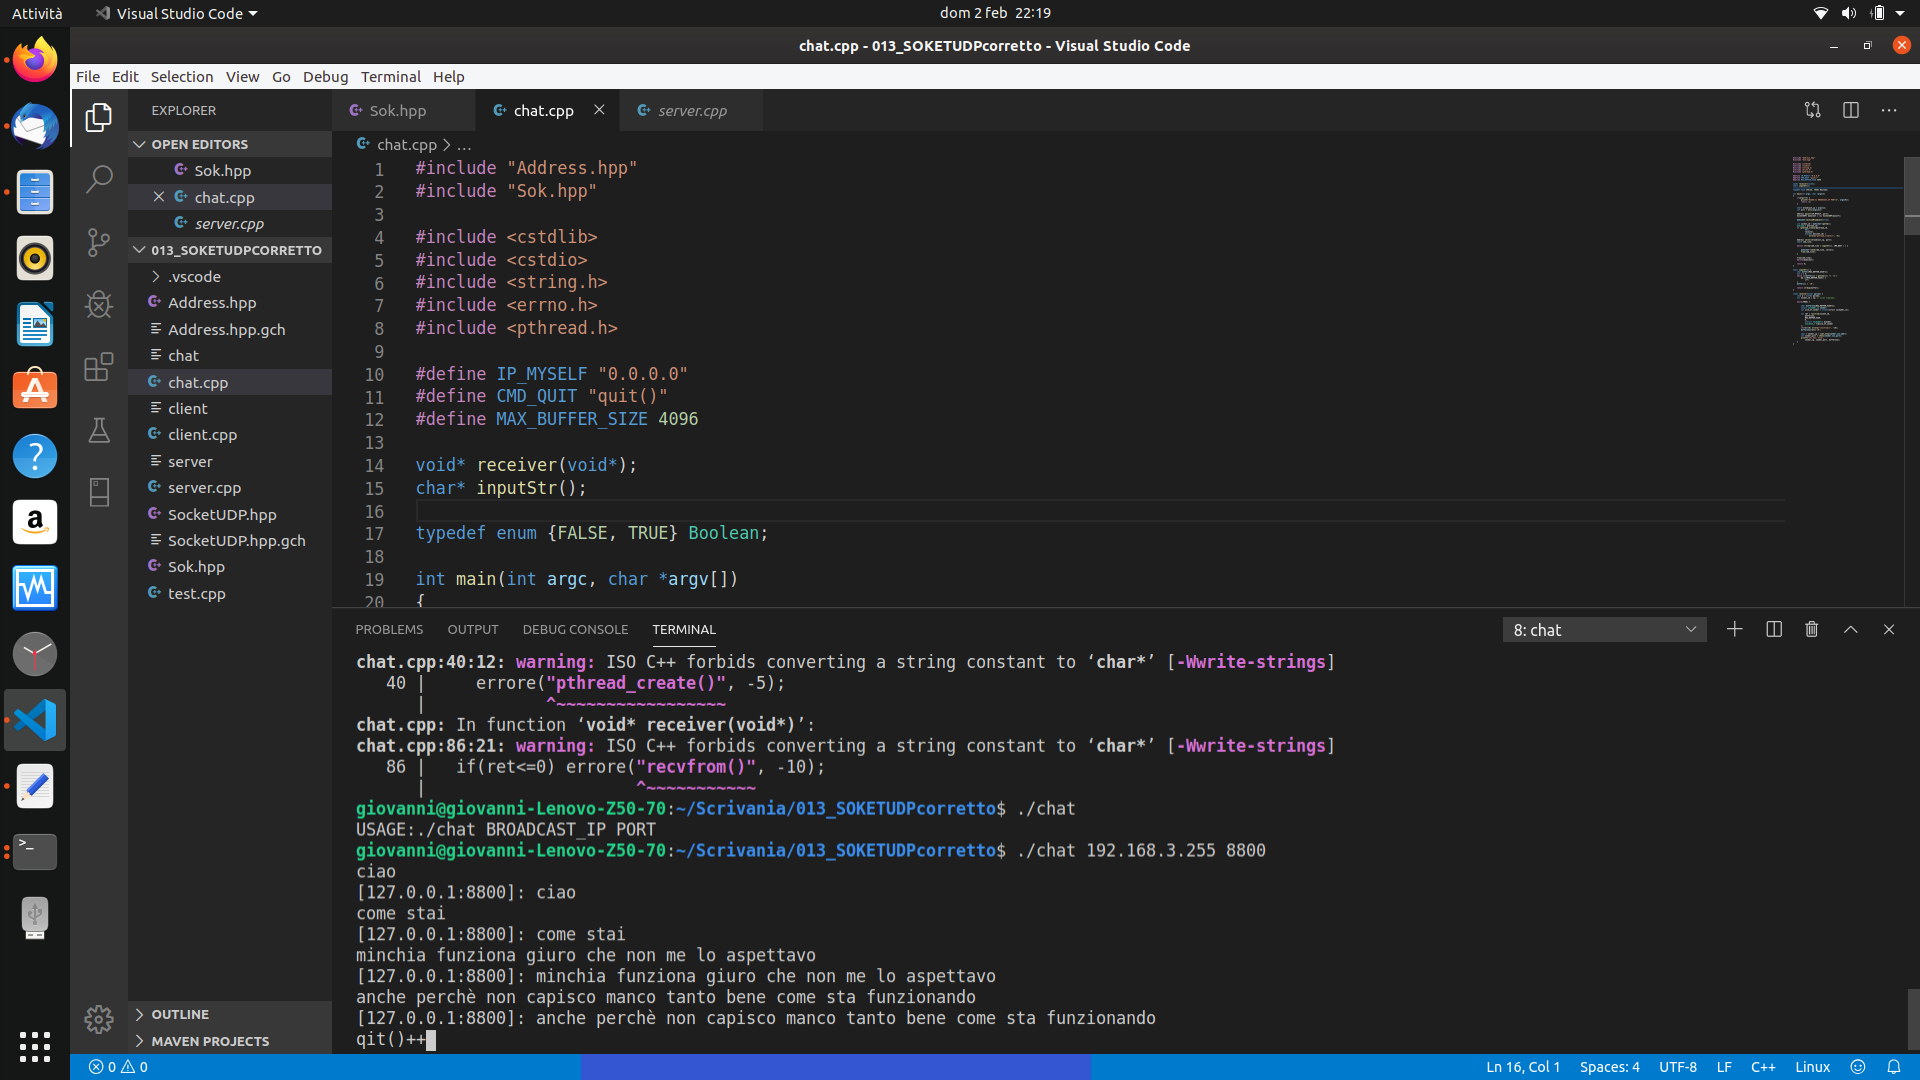 Attività
Visual Studio Code
dom 2 feb 22:19
chat.cpp - 013_SOKETUDPcorretto - Visual Studio Code
File Edit Selection View Go Debug Terminal Help
EXPLORER
OPEN EDITORS
Sok.hpp
chat.cpp
server.cpp
013_SOKETUDPCORRETTO
.vscode
Address.hpp
Address.hpp.gch
chat
chat.cpp
client
client.cpp
server
server.cpp
SocketUDP.hpp
SocketUDP.hpp.gch
Sok.hpp
test.cpp
OUTLINE
MAVEN PROJECTS
Sok.hpp chat.cpp server.cpp
chat.cpp > ...
1 #include "Address.hpp"
2 #include "Sok.hpp"
3
4 #include <cstdlib>
5 #include <cstdio>
6 #include <string.h>
7 #include <errno.h>
8 #include <pthread.h>
9
10 #define IP_MYSELF "0.0.0.0"
11 #define CMD_QUIT "quit()"
12 #define MAX_BUFFER_SIZE 4096
13
14 void* receiver(void*);
15 char* inputStr();
16
17 typedef enum {FALSE, TRUE} Boolean;
18
19 int main(int argc, char *argv[])
20 {
PROBLEMS OUTPUT DEBUG CONSOLE TERMINAL
8: chat
chat.cpp:40:12: warning: ISO C++ forbids converting a string constant to ‘char*’ [-Wwrite-strings]
40 | errore("pthread_create()", -5);
| ^~~~~~~~~~~~~~~~~~
chat.cpp: In function ‘void* receiver(void*)’:
chat.cpp:86:21: warning: ISO C++ forbids converting a string constant to ‘char*’ [-Wwrite-strings]
86 | if(ret<=0) errore("recvfrom()", -10);
| ^~~~~~~~~~~~
giovanni@giovanni-Lenovo-Z50-70:~/Scrivania/013_SOKETUDPcorretto$ ./chat
USAGE:./chat BROADCAST_IP PORT
giovanni@giovanni-Lenovo-Z50-70:~/Scrivania/013_SOKETUDPcorretto$ ./chat 192.168.3.255 8800
ciao
[127.0.0.1:8800]: ciao
come stai
[127.0.0.1:8800]: come stai
minchia funziona giuro che non me lo aspettavo
[127.0.0.1:8800]: minchia funziona giuro che non me lo aspettavo
anche perchè non capisco manco tanto bene come sta funzionando
[127.0.0.1:8800]: anche perchè non capisco manco tanto bene come sta funzionando
qit()++
0 0
Ln 16, Col 1 Spaces: 4 UTF-8 LF C++ Linux